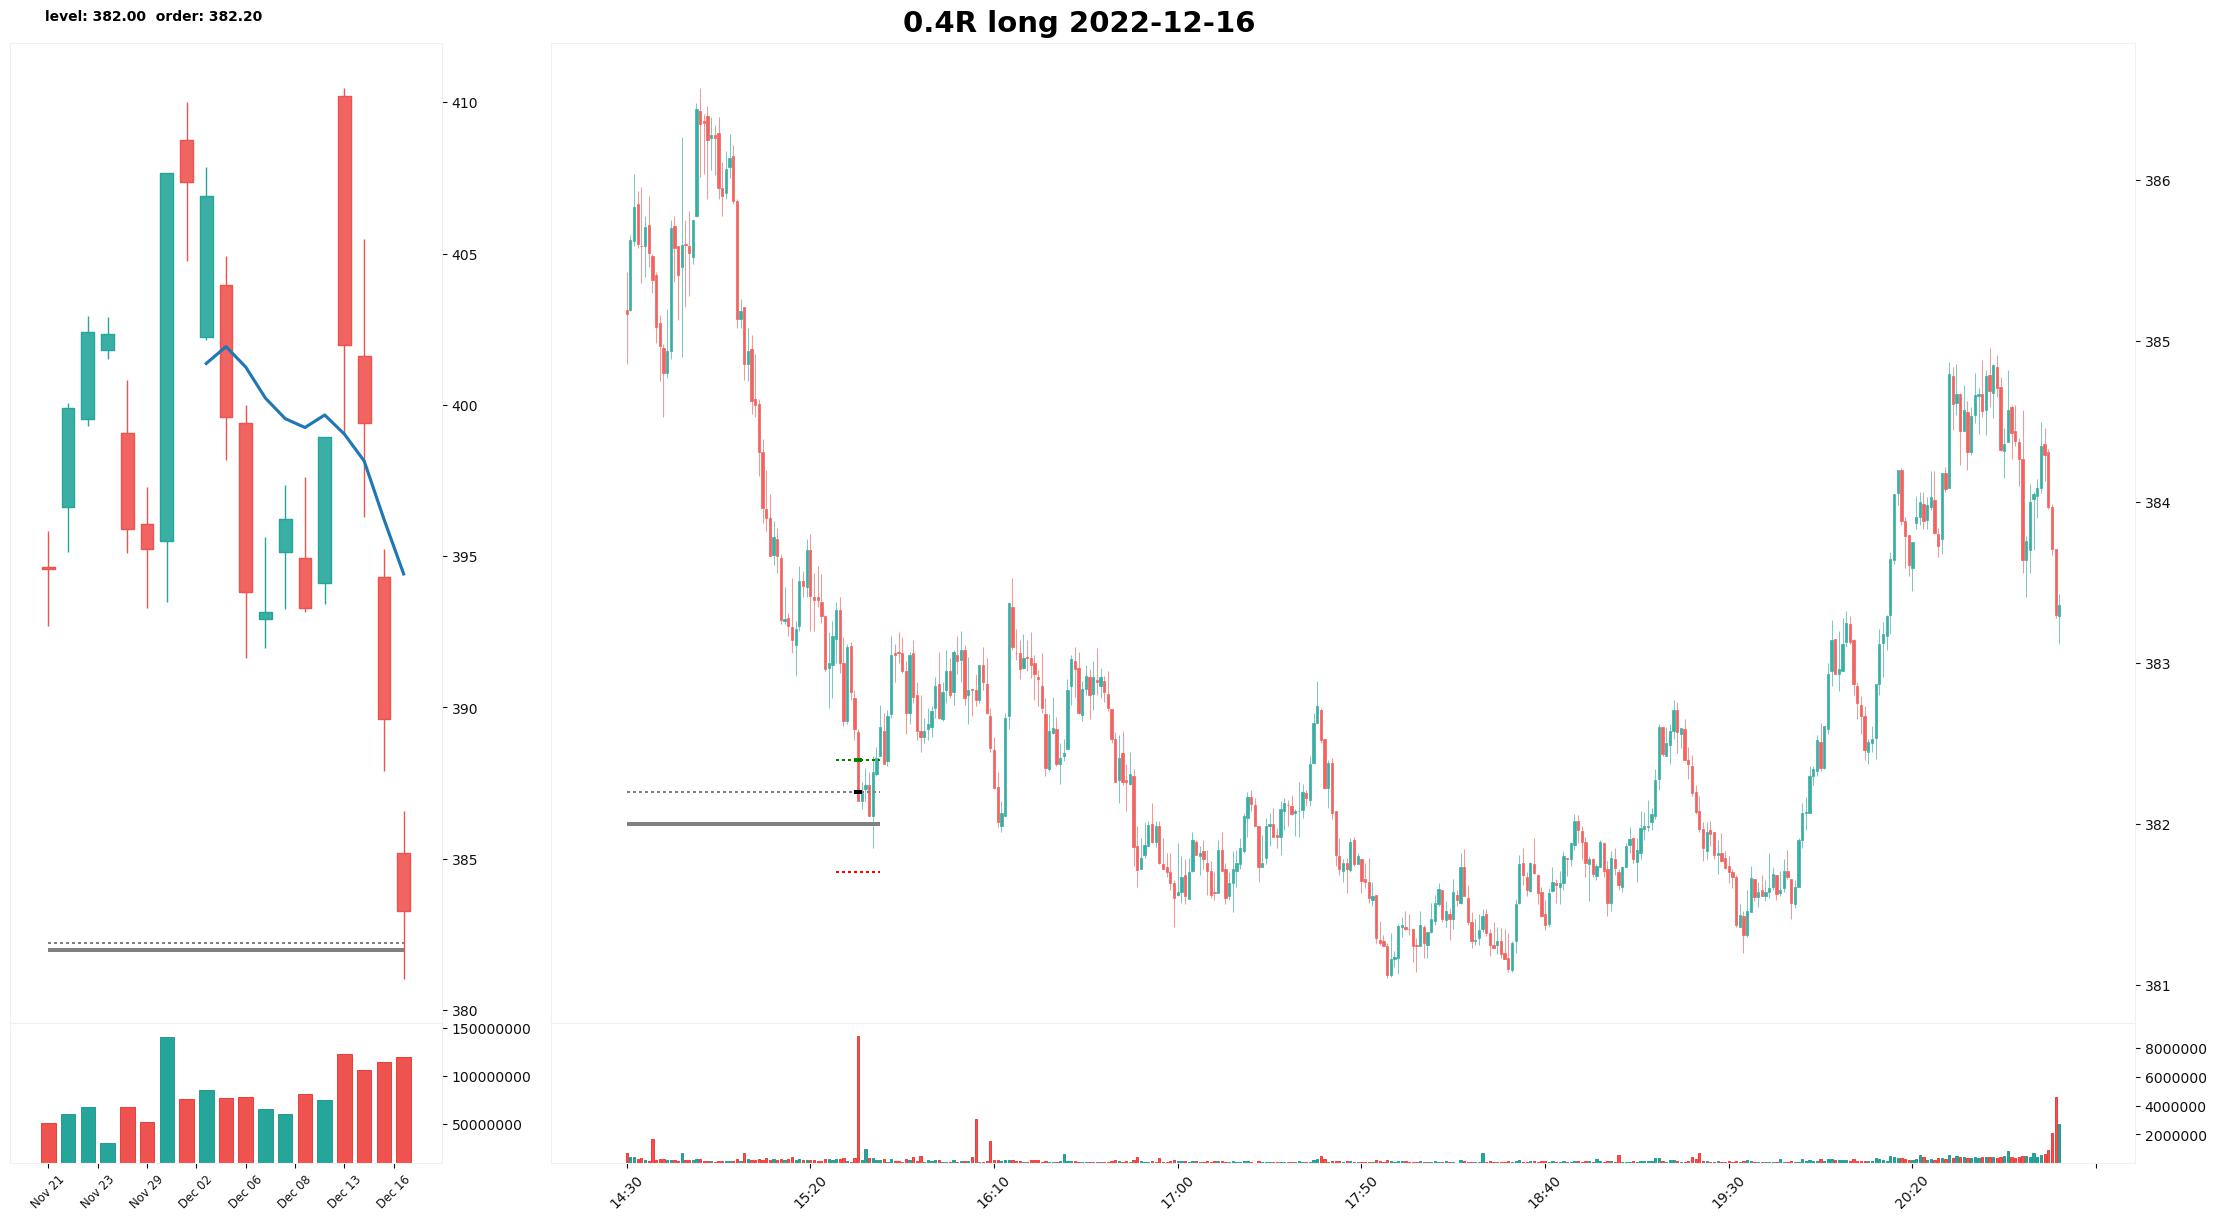 level: 382.00  order: 382.20
0.4R long 2022-12-16
410
405
400
395
390
385
380
150000000
100000000
50000000
Nov 21
Nov 23
Nov 29
Dec 02
Dec 06
Dec 08
Dec 13
Dec 16
386
385
384
383
382
381
8000000
6000000
4000000
2000000
14:30
15:20
16:10
17:00
17:50
18:40
19:30
20:20